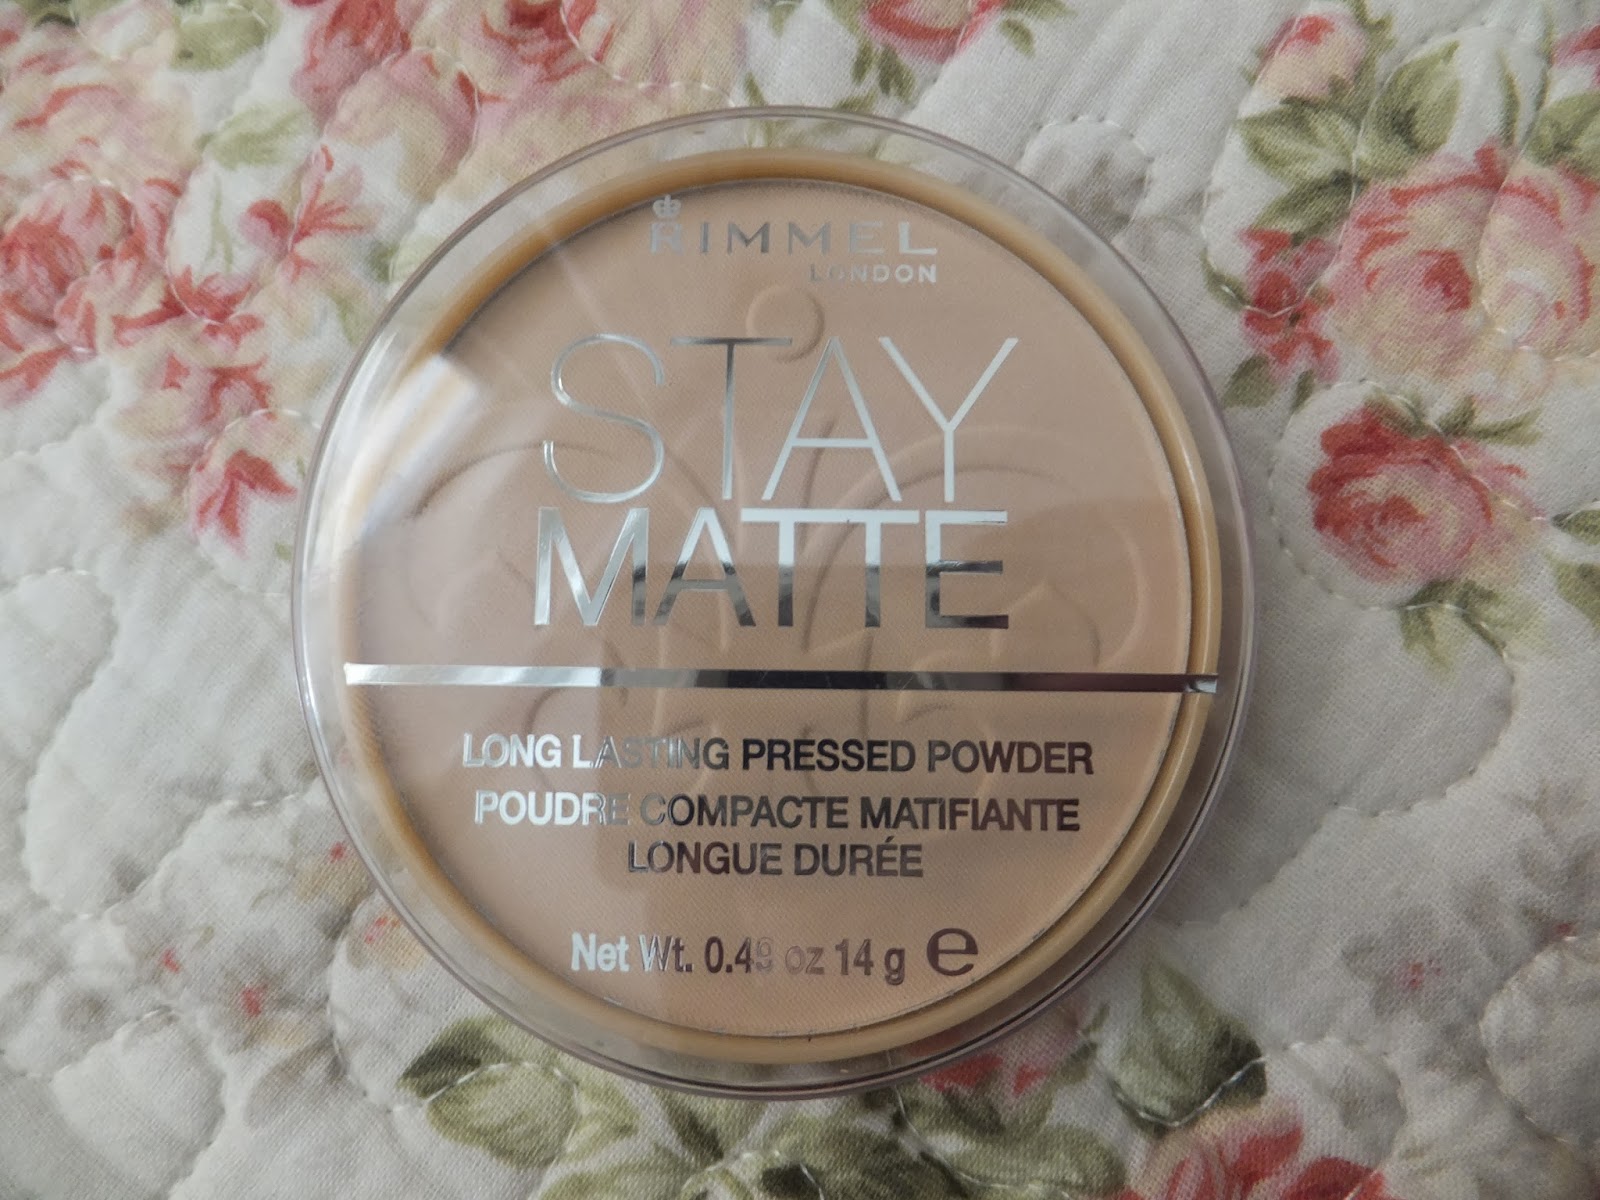 RIMMEL
LONDON
STAY
MATTE
LONG LASTING PRESSED POWDER
POUDRE COMPACTE MATIFIANTE
LONGUE DURÉE
Net Wt. 0.49 oz 14 g e